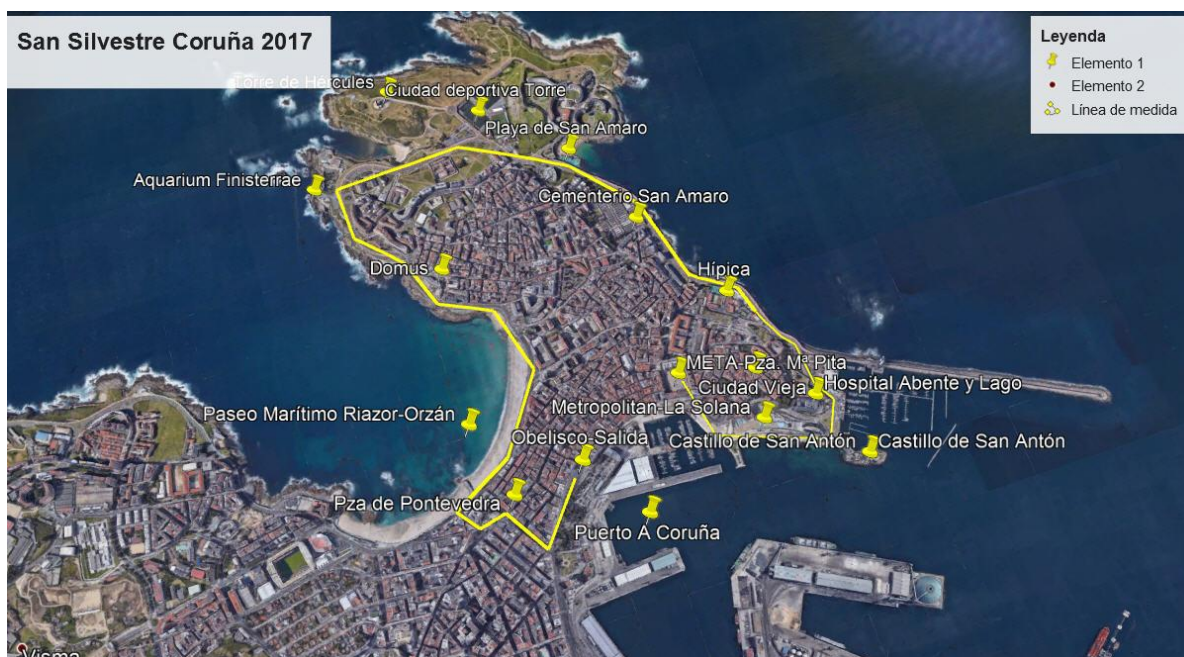 San Silvestre Coruña 2017
Leyenda
Elemento 1
Elemento 2
Línea de medida
Torre de Hércules
Ciudad deportiva Torre
Playa de San Amaro
Aquarium Finisterrae
Cementerio San Amaro
Domus
Hípica
META-Pza. Mª Pita
Ciudad Vieja
Hospital Abente y Lago
Metropolitan-La Solana
Paseo Marítimo Riazor-Orzán
Obelisco-Salida
Castillo de San Antón
Castillo de San Antón
Pza de Pontevedra
Puerto A Coruña
Visma